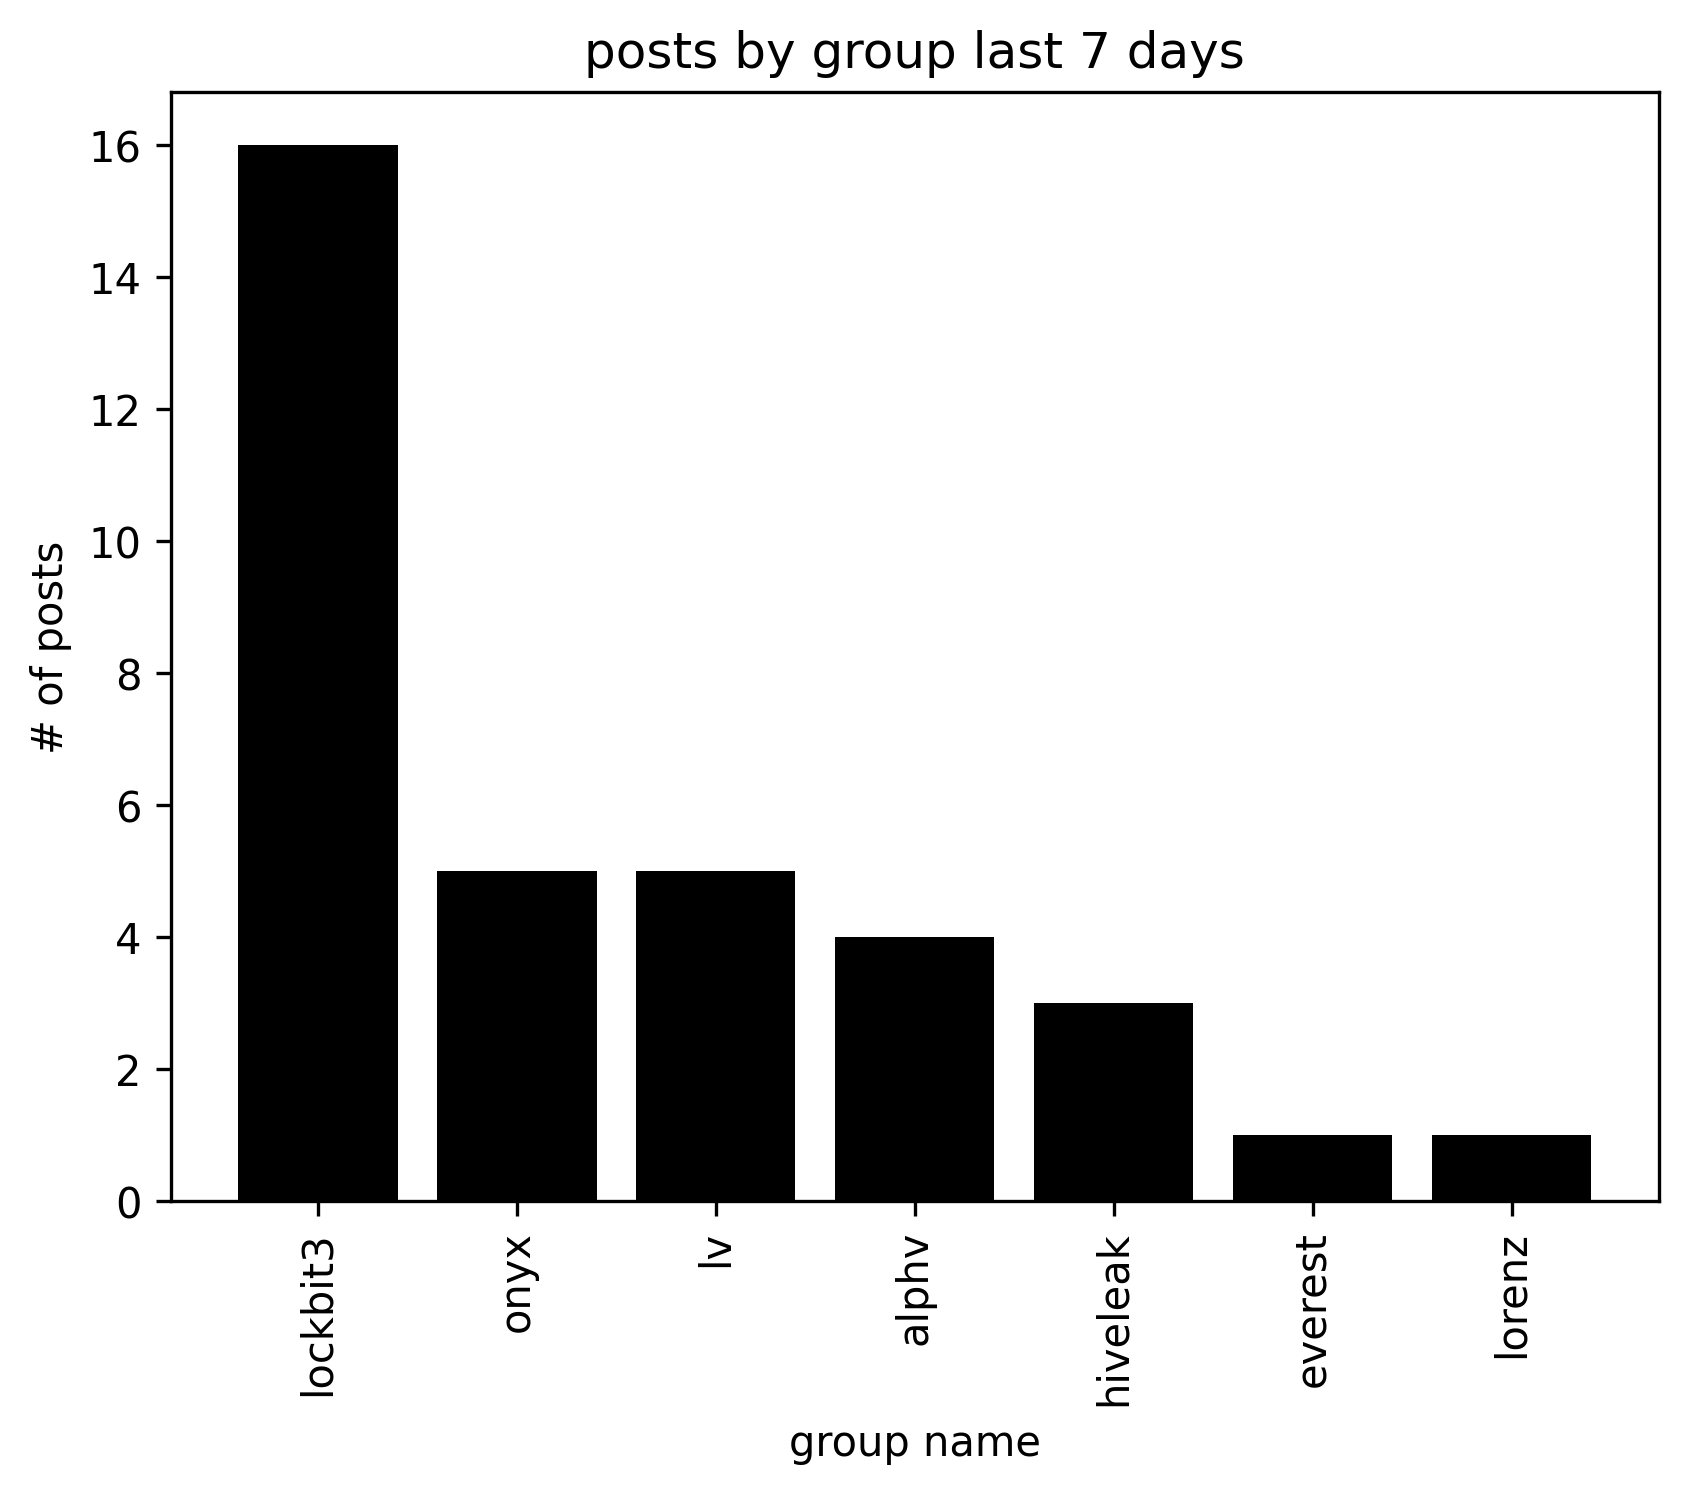 posts by group last 7 days
16
14
12
10
8
6
4
2
0
# of posts
lockbit3
onyx
lv
alphv
hiveleak
everest
lorenz
group name